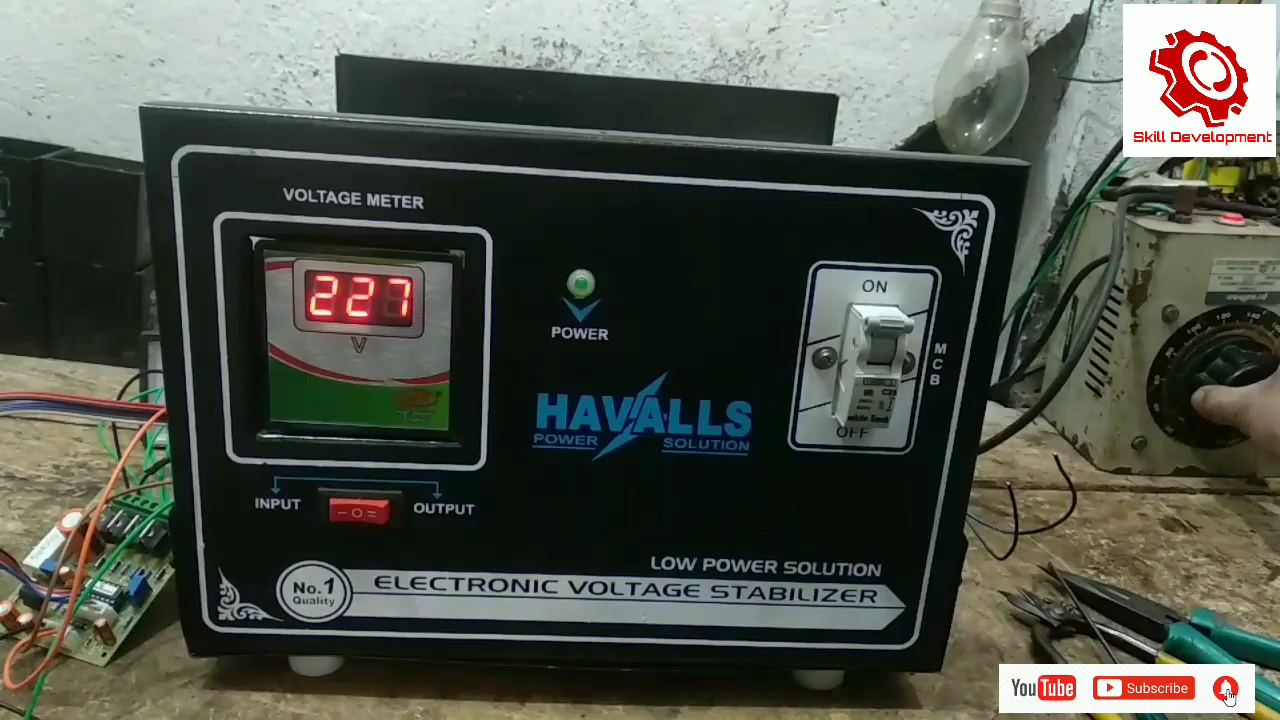 Skill Development
VOLTAGE METER
227
V
POWER
ON
MCB
C25
OFF
HAVALLS
POWER SOLUTION
INPUT
OUTPUT
LOW POWER SOLUTION
No.1
Quality
ELECTRONIC VOLTAGE STABILIZER
YouTube
Subscribe